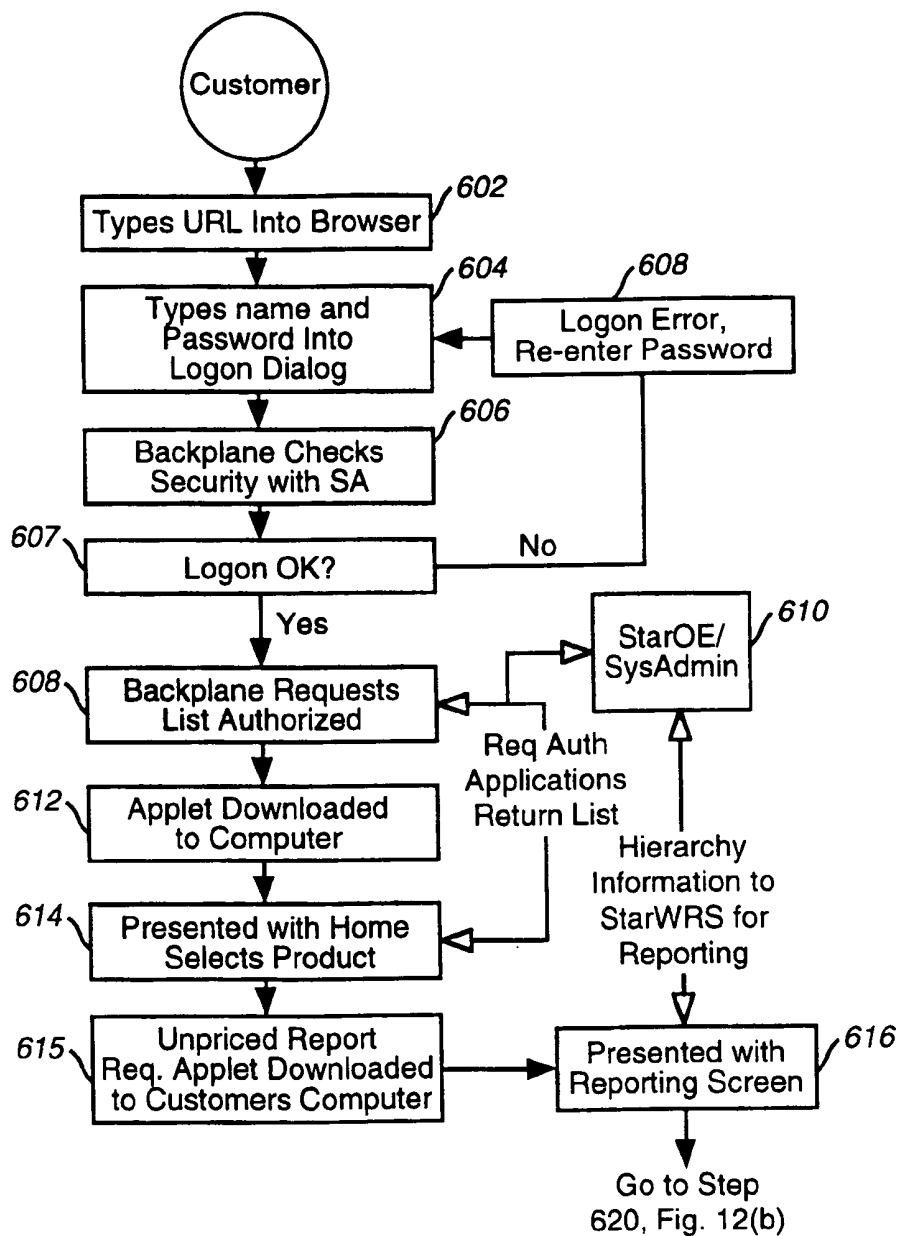 Customer
602
Types URL Into Browser
604
Types name and
Password Into
Logon Dialog
608
Logon Error,
Re-enter Password
606
Backplane Checks
Security with SA
607
Logon OK?
No
Yes
610
StarOE/
SysAdmin
608
Backplane Requests
List Authorized
Req Auth
Applications
Return List
612
Applet Downloaded
to Computer
Hierarchy
Information to
StarWRS for
Reporting
614
Presented with Home
Selects Product
615
Unpriced Report
Req. Applet Downloaded
to Customers Computer
616
Presented with
Reporting Screen
Go to Step
620, Fig. 12(b)